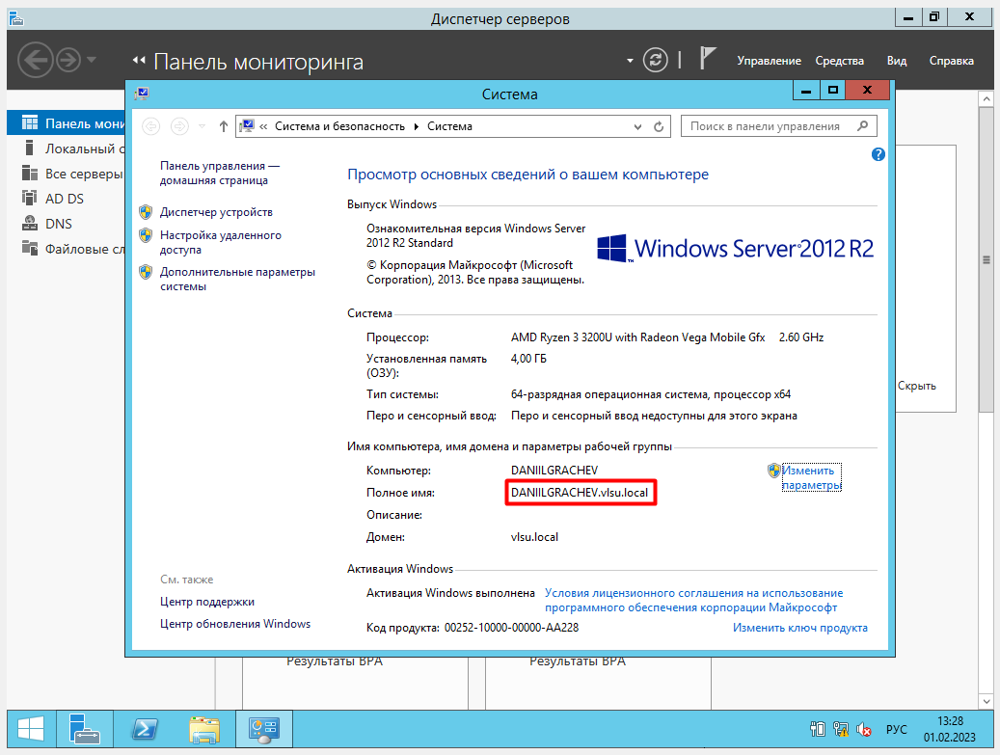 Диспетчер серверов
Панель мониторинга
Управление Средства Вид Справка
Система
« Система и безопасность Система
Поиск в панели управления
Панель мони
Локальный с
Все серверы
AD DS
DNS
Файловые сл
Панель управления —
домашняя страница
Диспетчер устройств
Настройка удаленного
доступа
Дополнительные параметры
системы
Просмотр основных сведений о вашем компьютере
Выпуск Windows
Ознакомительная версия Windows Server
2012 R2 Standard
© Корпорация Майкрософт (Microsoft
Corporation), 2013. Все права защищены.
Windows Server 2012 R2
Система
Процессор: AMD Ryzen 3 3200U with Radeon Vega Mobile Gfx 2.60 GHz
Установленная память
(ОЗУ): 4,00 ГБ
Тип системы: 64-разрядная операционная система, процессор x64
Перо и сенсорный ввод: Перо и сенсорный ввод недоступны для этого экрана
Скрыть
Имя компьютера, имя домена и параметры рабочей группы
Компьютер: DANIILGRACHEV
Изменить
параметры
Полное имя: DANIILGRACHEV.vlsu.local
Описание:
Домен: vlsu.local
Активация Windows
Активация Windows выполнена Условия лицензионного соглашения на использование
программного обеспечения корпорации Майкрософт
Код продукта: 00252-10000-00000-AA228 Изменить ключ продукта
См. также
Центр поддержки
Центр обновления Windows
Результаты BPA Результаты BPA
РУС
13:28
01.02.2023